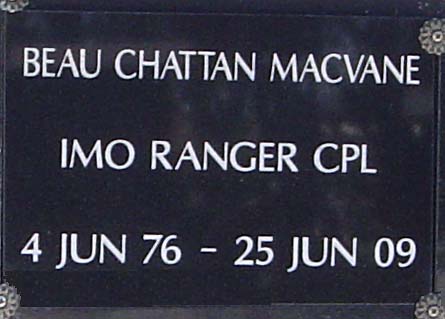 BEAU CHATTAN MACVANE
IMO RANGER CPL
4 JUN 76 - 25 JUN 09